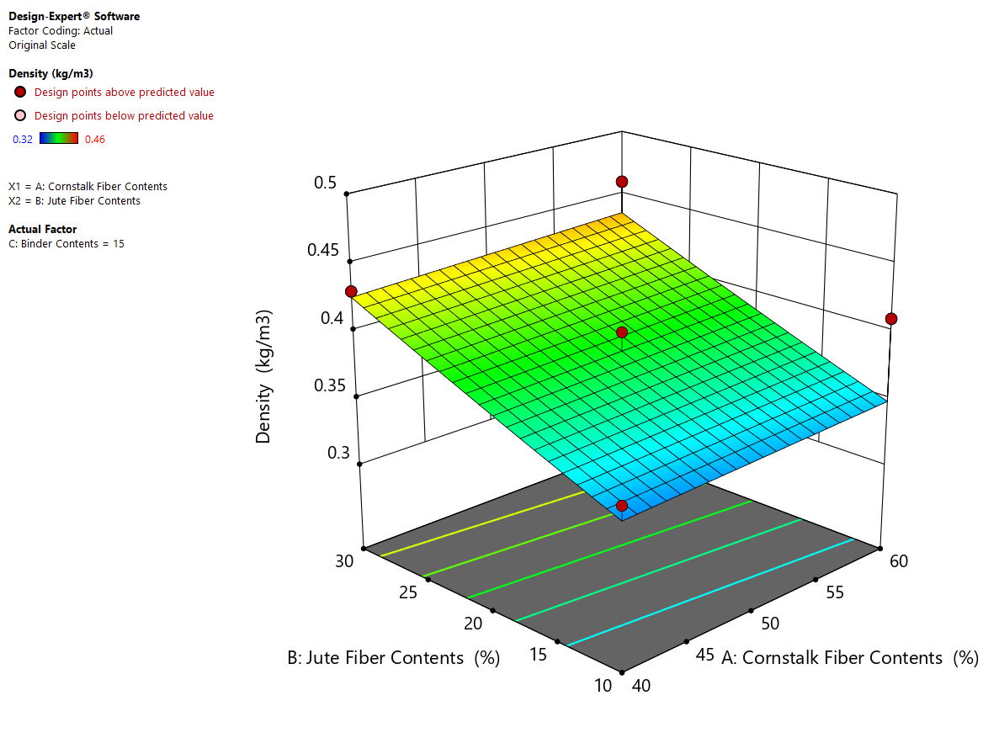 Design-Expert® Software
Factor Coding: Actual
Original Scale
Density (kg/m3)
Design points above predicted value
Design points below predicted value
0.32 0.46
X1 = A: Cornstalk Fiber Contents
X2 = B: Jute Fiber Contents
Actual Factor
C: Binder Contents = 15
0.5
0.45
0.4
0.35
0.3
Density (kg/m3)
30
25
20
15
10
B: Jute Fiber Contents (%)
40
45
50
55
60
A: Cornstalk Fiber Contents (%)